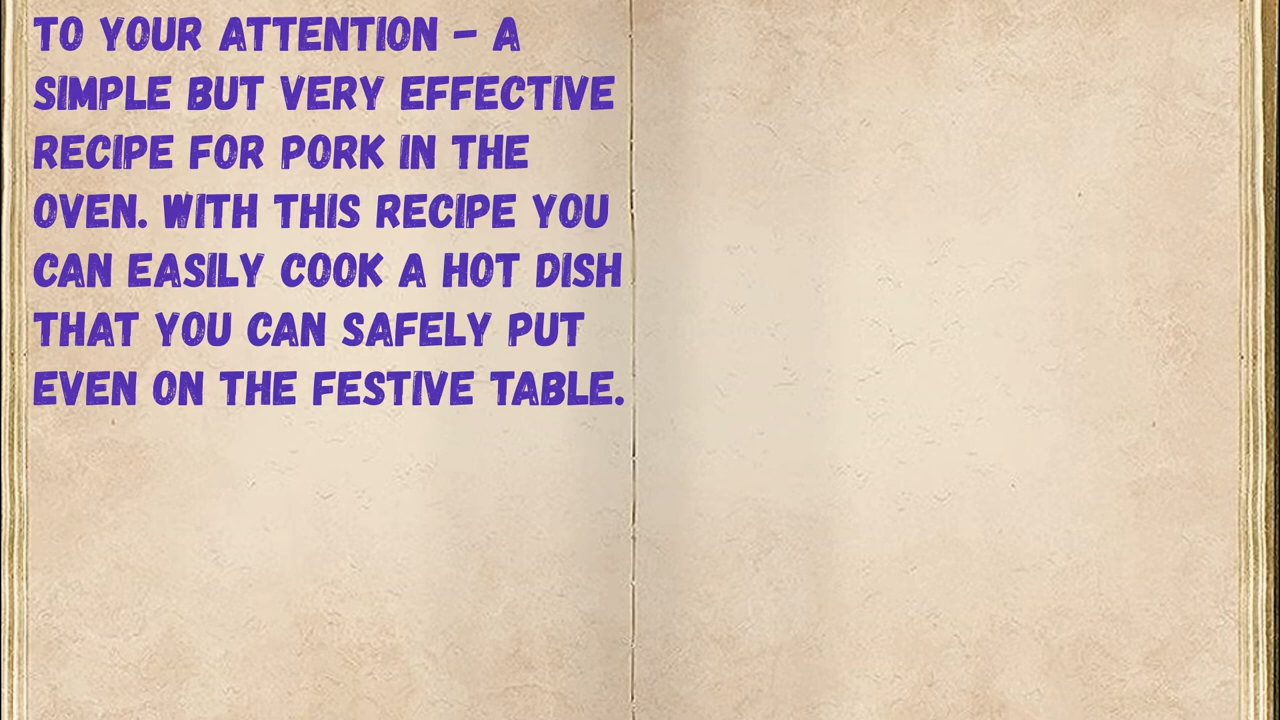 TO YOUR ATTENTION – A
SIMPLE BUT VERY EFFECTIVE
RECIPE FOR PORK IN THE
OVEN. WITH THIS RECIPE YOU
CAN EASILY COOK A HOT DISH
THAT YOU CAN SAFELY PUT
EVEN ON THE FESTIVE TABLE.